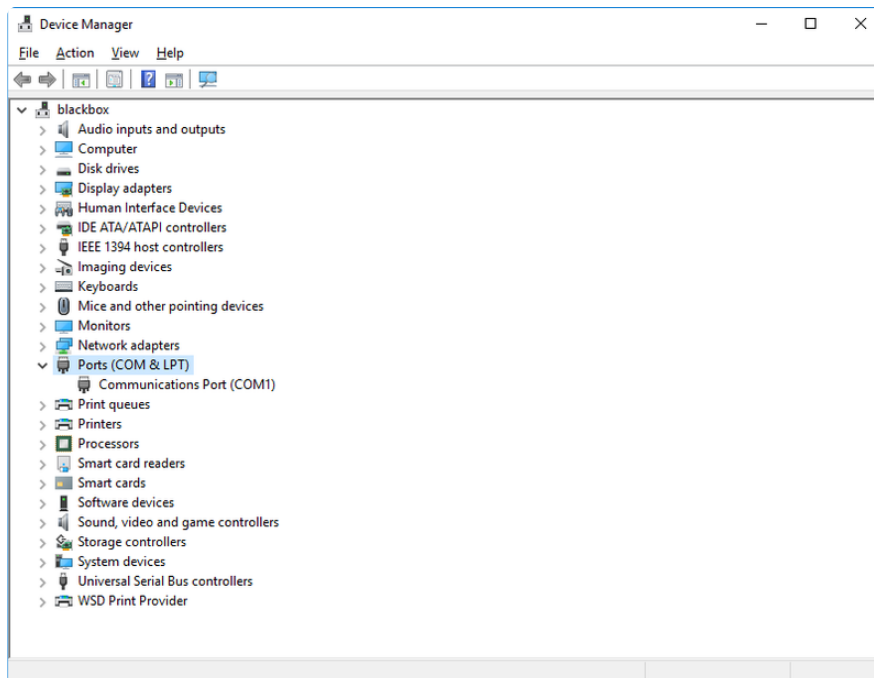 Device Manager
File Action View Help
blackbox
Audio inputs and outputs
Computer
Disk drives
Display adapters
Human Interface Devices
IDE ATA/ATAPI controllers
IEEE 1394 host controllers
Imaging devices
Keyboards
Mice and other pointing devices
Monitors
Network adapters
Ports (COM & LPT)
Communications Port (COM1)
Print queues
Printers
Processors
Smart card readers
Smart cards
Software devices
Sound, video and game controllers
Storage controllers
System devices
Universal Serial Bus controllers
WSD Print Provider